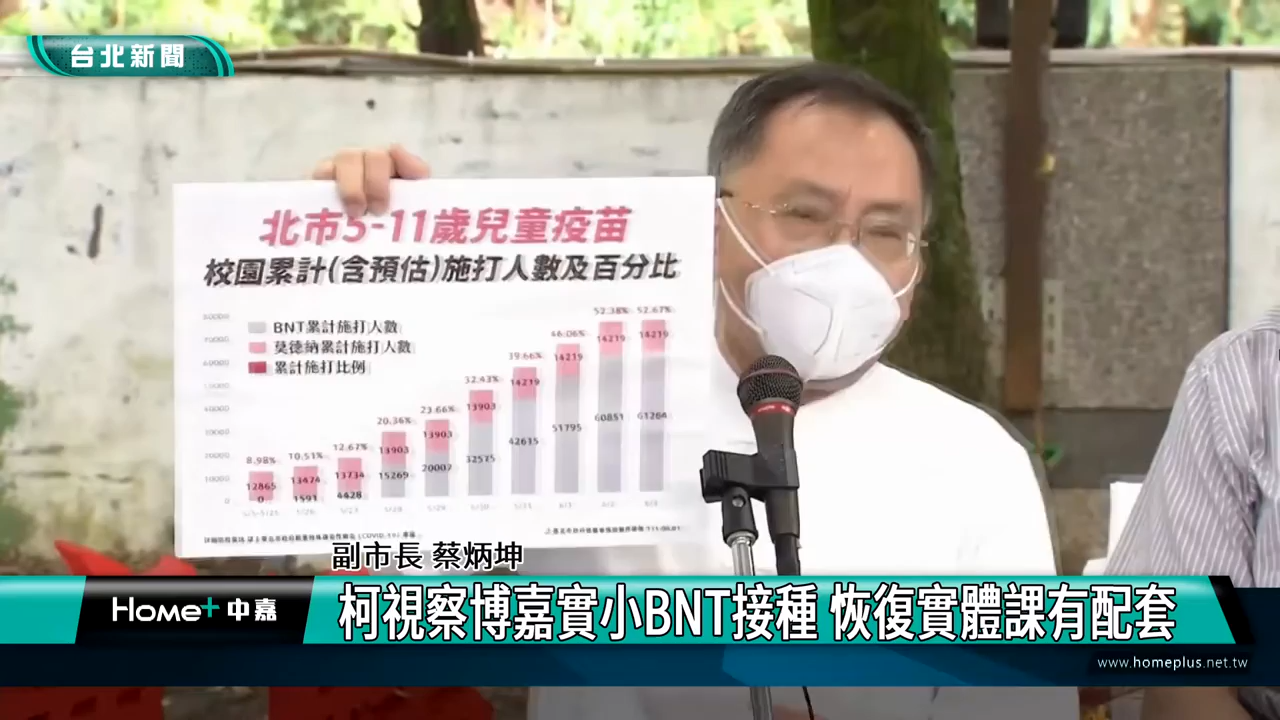 台北新聞
北市5-11歲兒童疫苗
校園累計(含預估)施打人數及百分比
BNT累計施打人數
莫德納累計施打人數
累計施打比例
8.98% 10.51% 12.67% 20.36% 23.66% 32.43% 39.66% 46.06% 52.38% 52.67%
12865 13474 13734 13903 13903 13903 14219 14219 14219 14219
0 1593 4428 15269 20007 32575 42615 51795 60851 61264
副市長 蔡炳坤
Home+中嘉
柯視察博嘉實小BNT接種 恢復實體課有配套
www.homeplus.net.tw